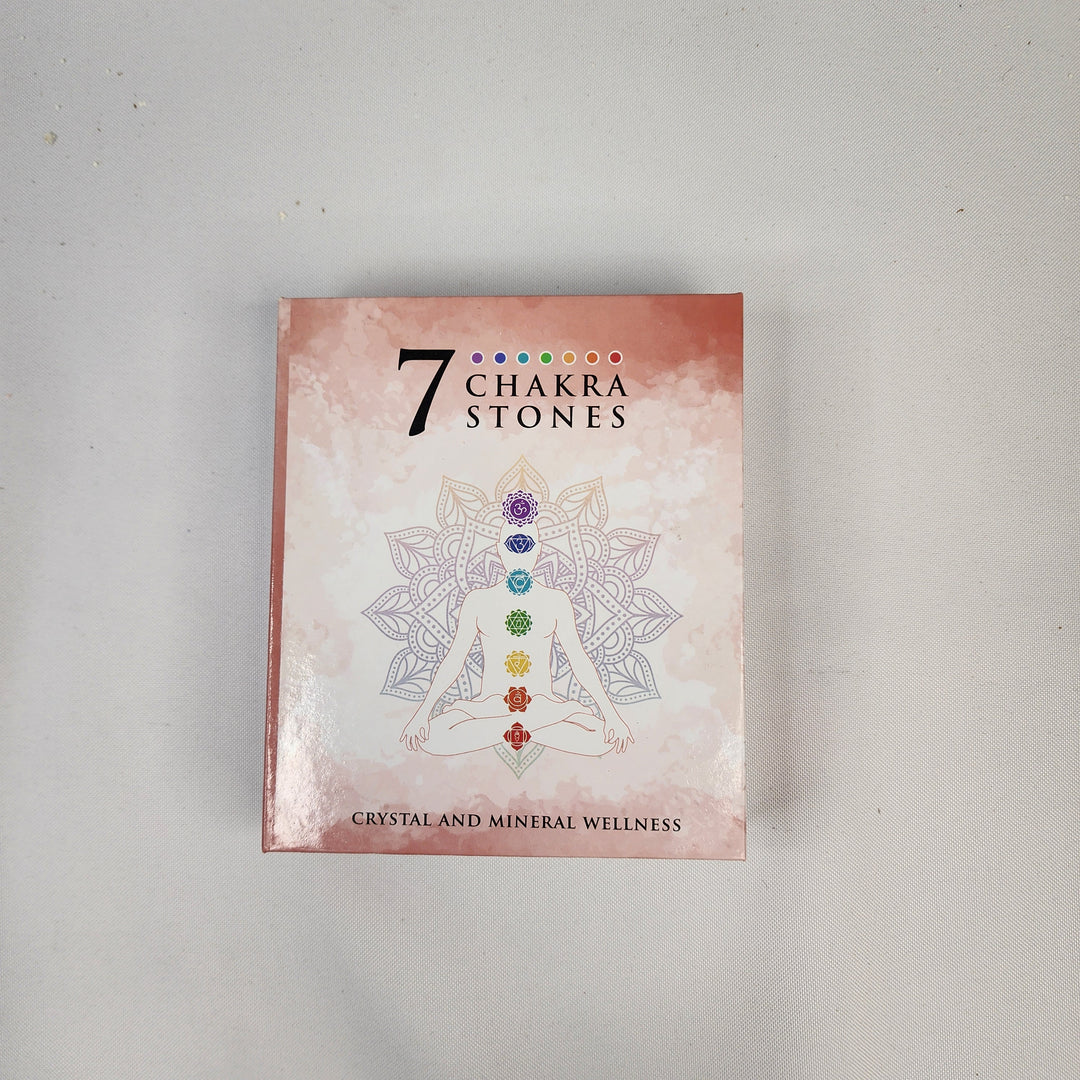 7
CHAKRA
STONES
ॐ
CRYSTAL AND MINERAL WELLNESS